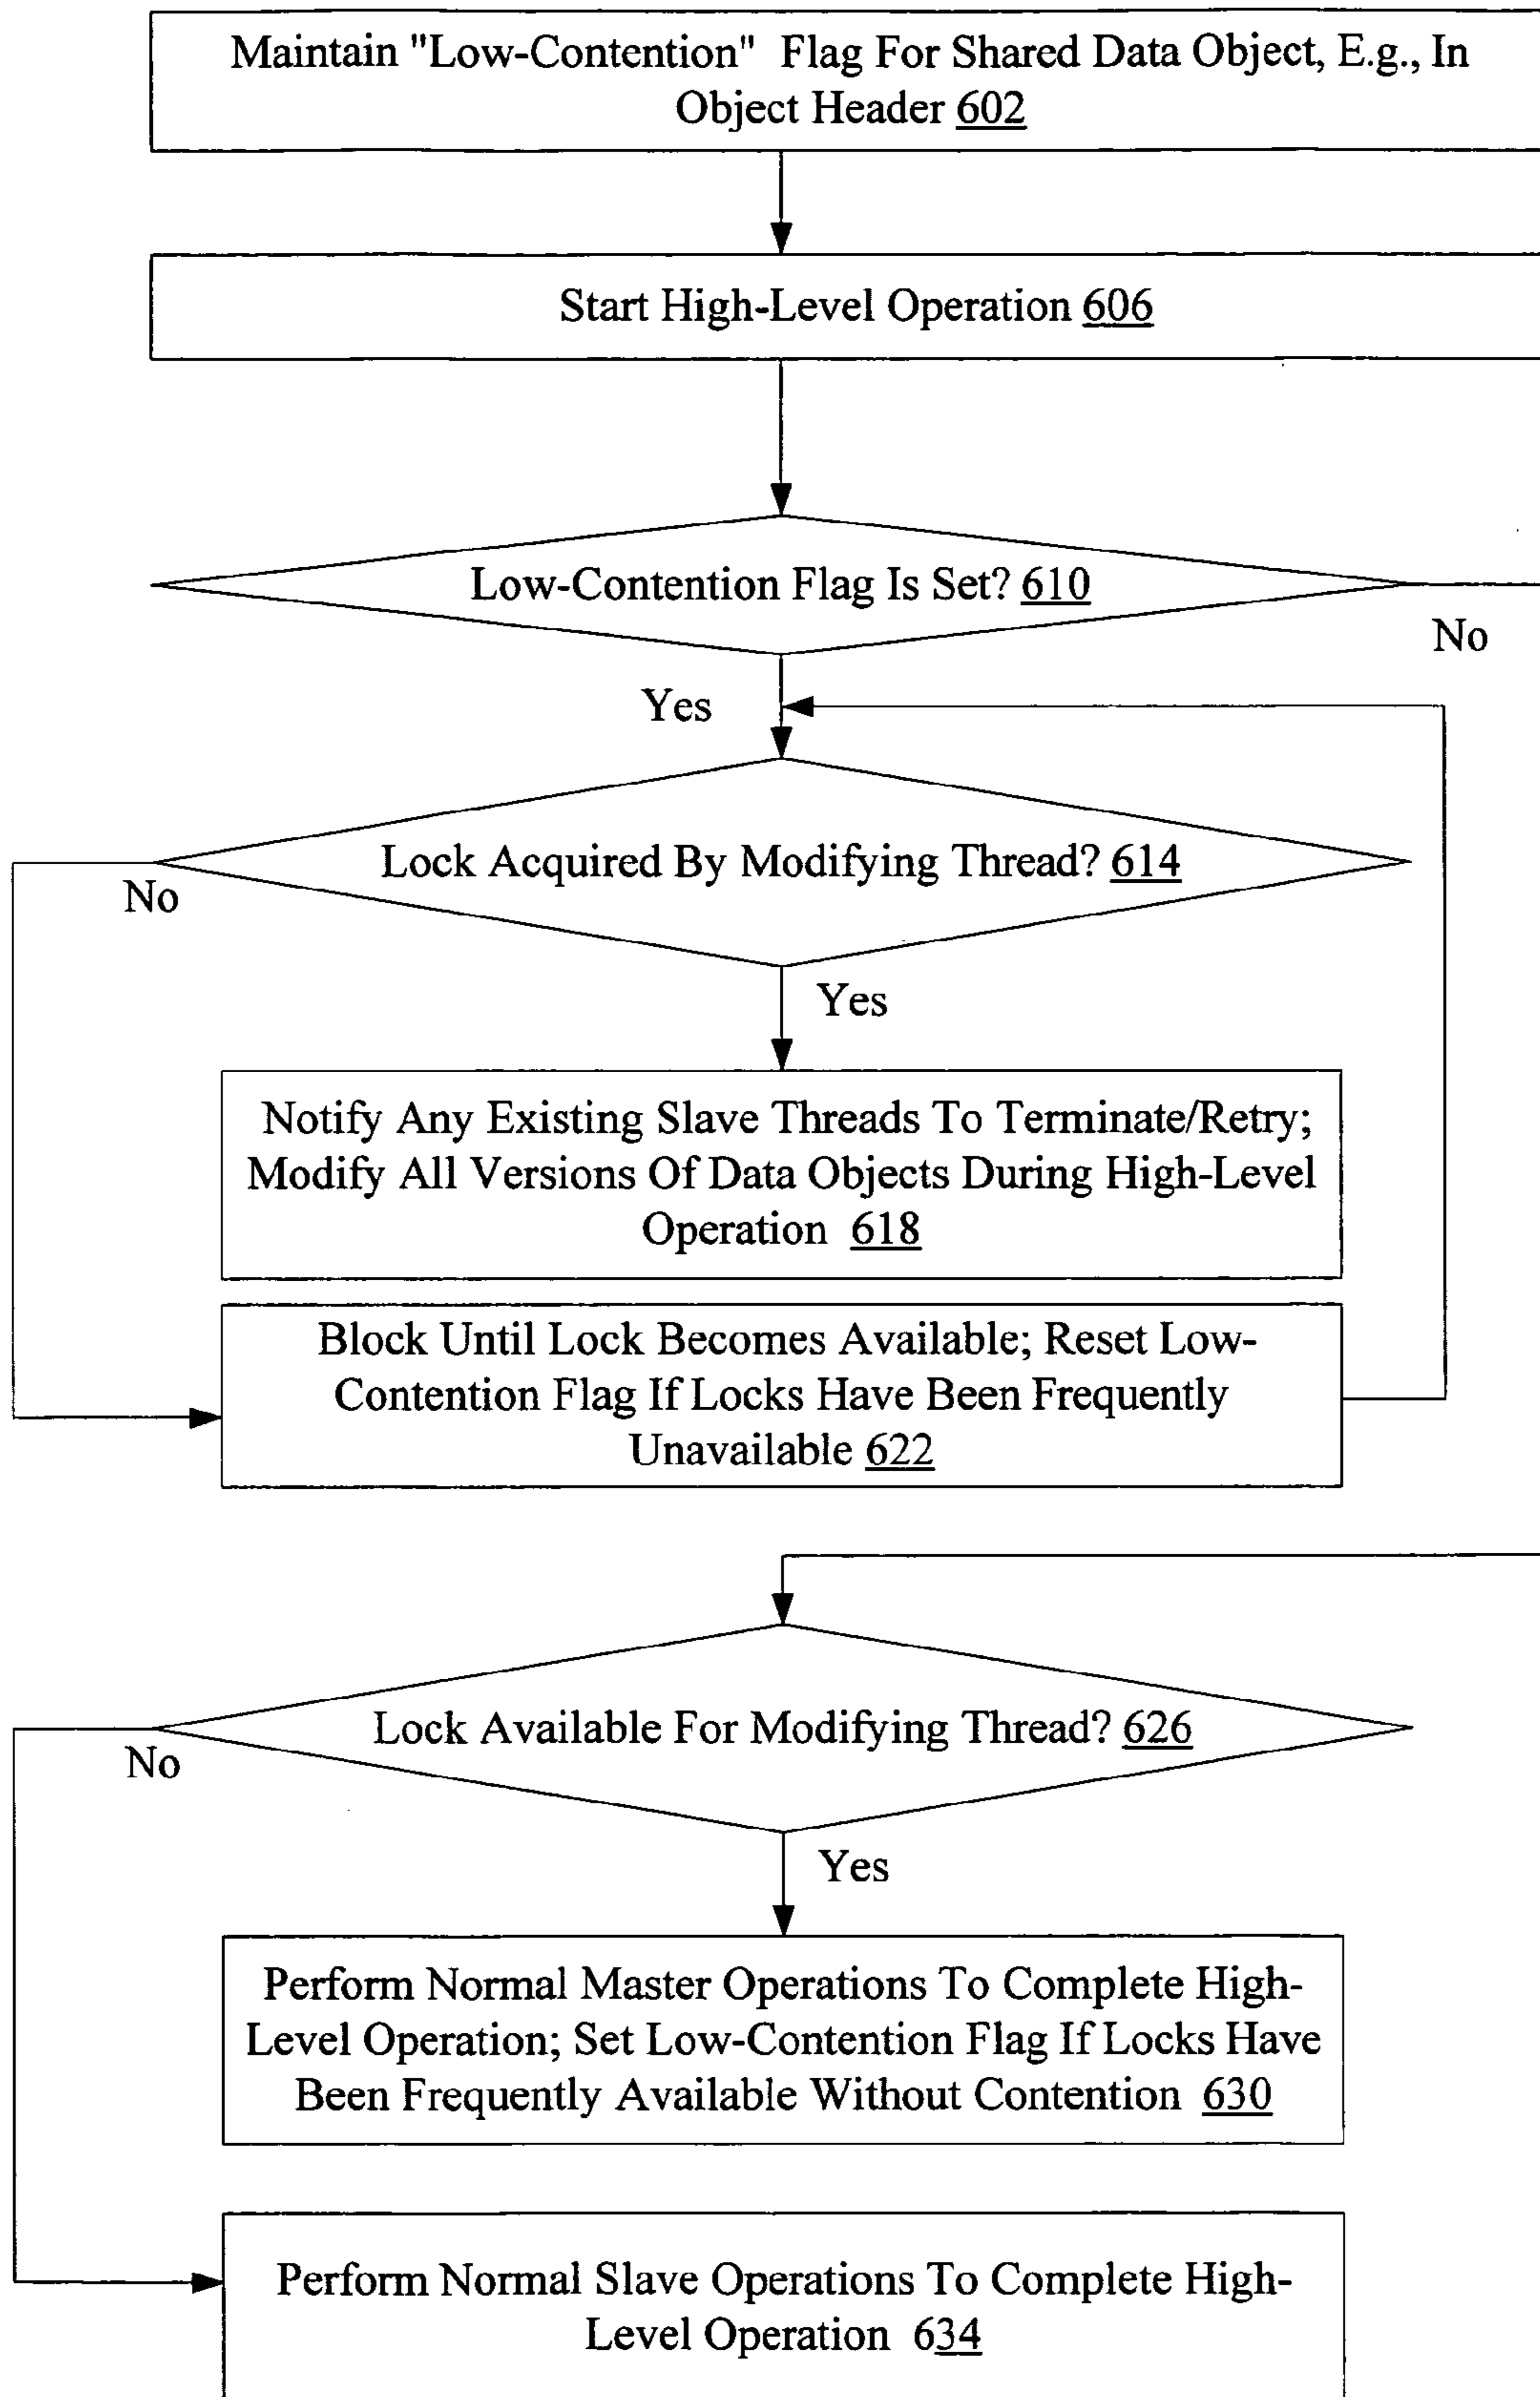 Maintain "Low-Contention" Flag For Shared Data Object, E.g., In
Object Header 602
Start High-Level Operation 606
Low-Contention Flag Is Set? 610
No
Yes
Lock Acquired By Modifying Thread? 614
No
Yes
Notify Any Existing Slave Threads To Terminate/Retry;
Modify All Versions Of Data Objects During High-Level
Operation 618
Block Until Lock Becomes Available; Reset Low-
Contention Flag If Locks Have Been Frequently
Unavailable 622
Lock Available For Modifying Thread? 626
No
Yes
Perform Normal Master Operations To Complete High-
Level Operation; Set Low-Contention Flag If Locks Have
Been Frequently Available Without Contention 630
Perform Normal Slave Operations To Complete High-
Level Operation 634